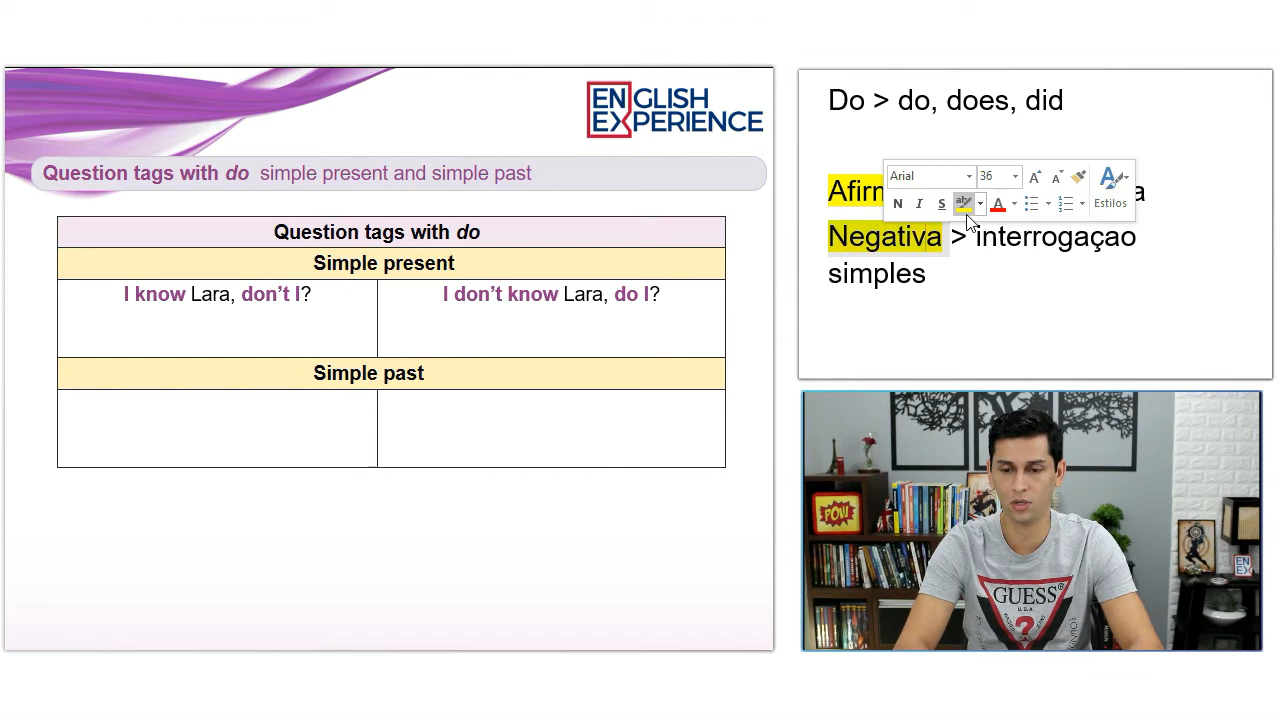 ENGLISH
EXPERIENCE
Question tags with do simple present and simple past
Question tags with do
Simple present
I know Lara, don't I?
I don't know Lara, do I?
Simple past
Do > do, does, did
Arial
36
N I S
Estilos
Negativa > interrogaçao
simples
POW
GUESS
U.S.A.
?
EN
EX